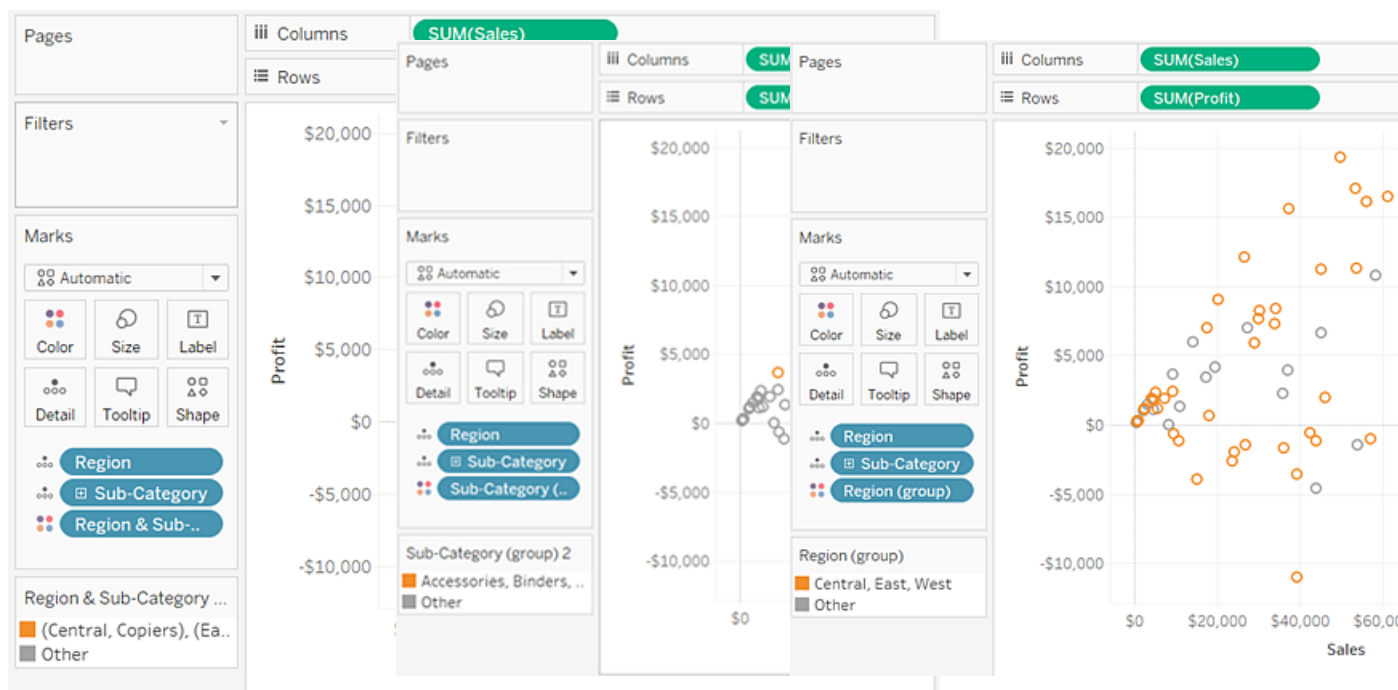 Pages
Columns
SUM(Sales)
Rows
Filters
$20,000
$15,000
$10,000
$5,000
$0
-$5,000
-$10,000
Profit
Marks
Automatic
Color
Size
Label
Detail
Tooltip
Shape
Region
Sub-Category
Region & Sub-..
Region & Sub-Category ...
(Central, Copiers), (Ea..
Other
Pages
Columns
SUM
Rows
SUM
Filters
$20,000
$15,000
$10,000
$5,000
$0
-$5,000
-$10,000
Profit
$0
Marks
Automatic
Color
Size
Label
Detail
Tooltip
Shape
Region
Sub-Category
Sub-Category (..
Sub-Category (group) 2
Accessories, Binders, ..
Other
Pages
Columns
SUM(Sales)
Rows
SUM(Profit)
Filters
$20,000
$15,000
$10,000
$5,000
$0
-$5,000
-$10,000
Profit
$0
$20,000
$40,000
Sales
Marks
Automatic
Color
Size
Label
Detail
Tooltip
Shape
Region
Sub-Category
Region (group)
Region (group)
Central, East, West
Other